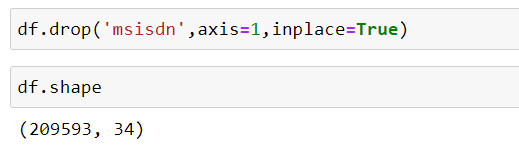 df.drop('msisdn',axis=1,inplace=True)
df.shape
(209593, 34)